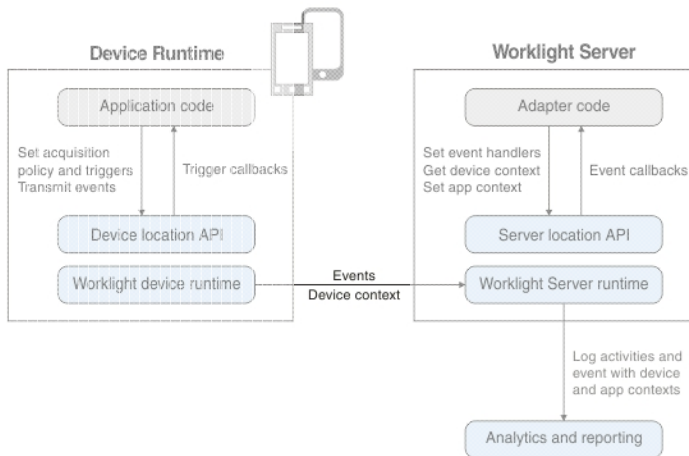 Device Runtime
Worklight Server
Application code
Adapter code
Set acquisition
policy and triggers
Transmit events
Trigger callbacks
Set event handlers
Get device context
Set app context
Event callbacks
Device location API
Server location API
Worklight device runtime
Events
Device context
Worklight Server runtime
Log activities and
event with device
and app contexts
Analytics and reporting